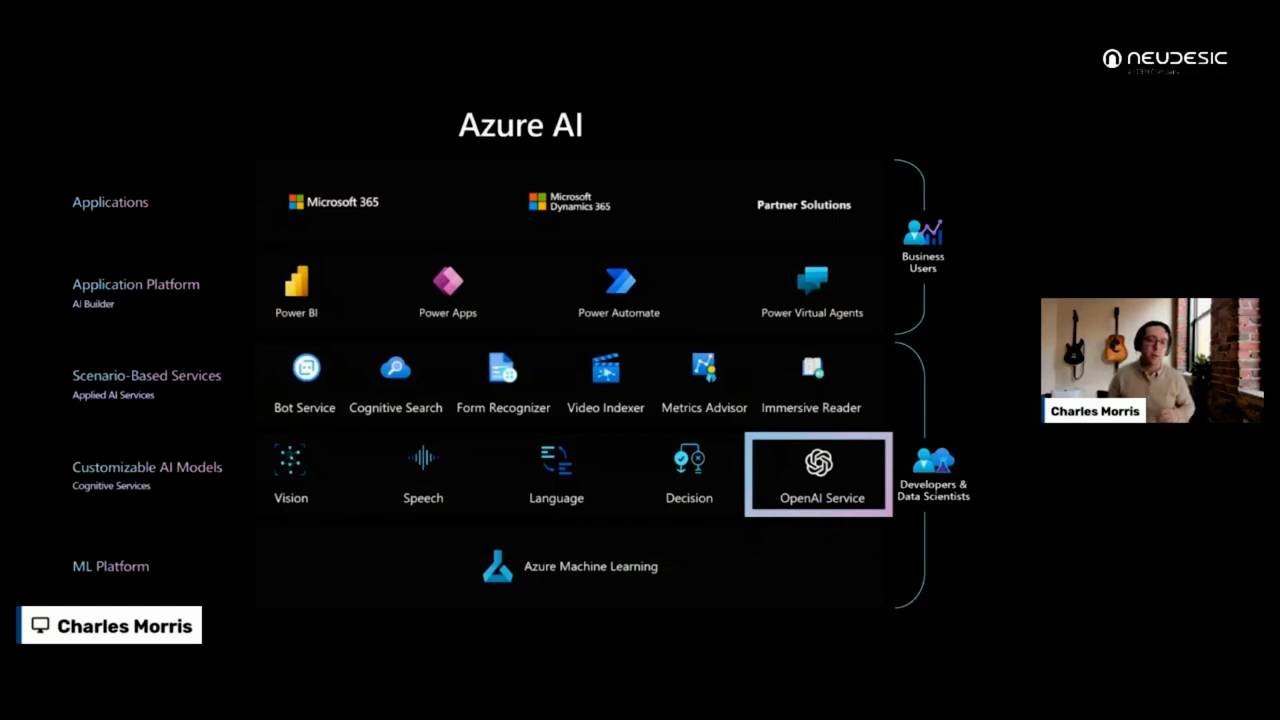 NEUDESIC
an IBM Company
Azure AI
Applications
Microsoft 365
Microsoft
Dynamics 365
Partner Solutions
Business
Users
Application Platform
AI Builder
Power BI
Power Apps
Power Automate
Power Virtual Agents
Scenario-Based Services
Applied AI Services
Bot Service
Cognitive Search
Form Recognizer
Video Indexer
Metrics Advisor
Immersive Reader
Charles Morris
Customizable AI Models
Cognitive Services
Vision
Speech
Language
Decision
OpenAI Service
Developers &
Data Scientists
ML Platform
Azure Machine Learning
Charles Morris